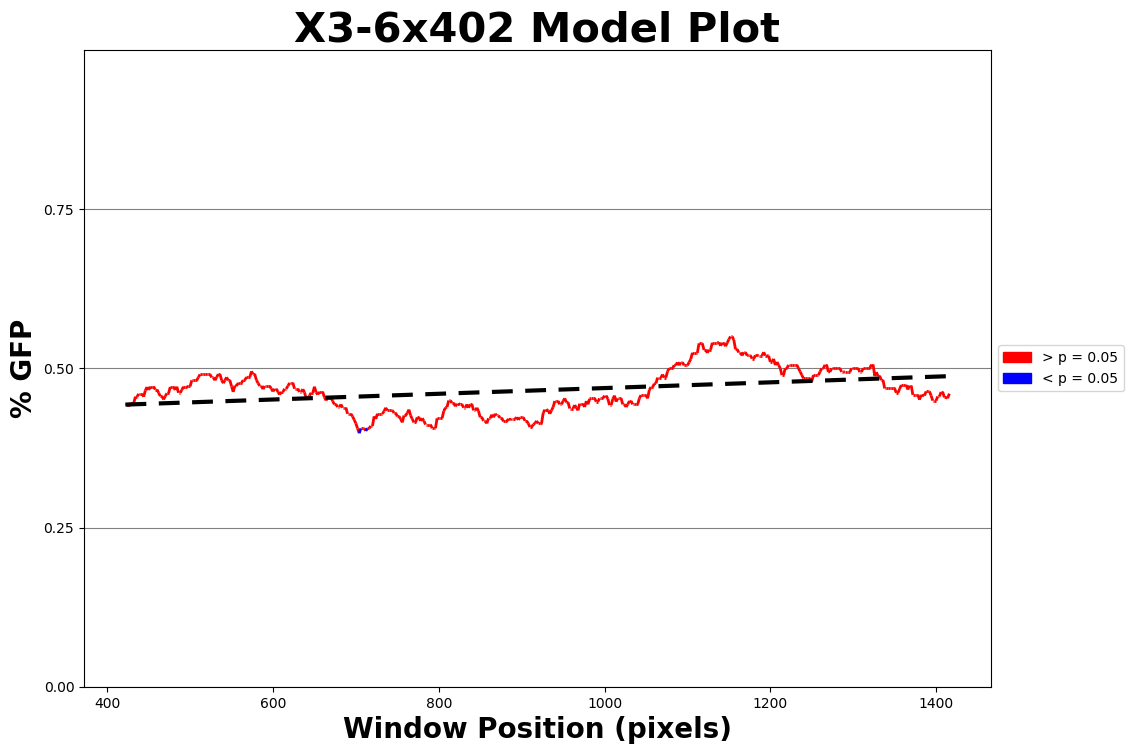 X3-6x402 Model Plot
% GFP
0.75
0.50
0.25
0.00
400 600 800 1000 1200 1400
Window Position (pixels)
> p = 0.05
< p = 0.05